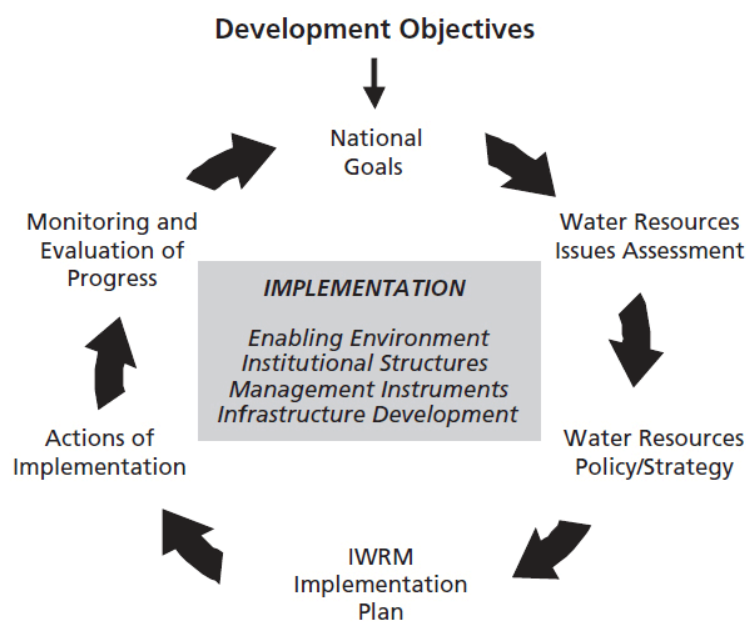 Development Objectives
National
Goals
Water Resources
Issues Assessment
Water Resources
Policy/Strategy
IWRM
Implementation
Plan
Actions of
Implementation
Monitoring and
Evaluation of
Progress
IMPLEMENTATION
Enabling Environment
Institutional Structures
Management Instruments
Infrastructure Development